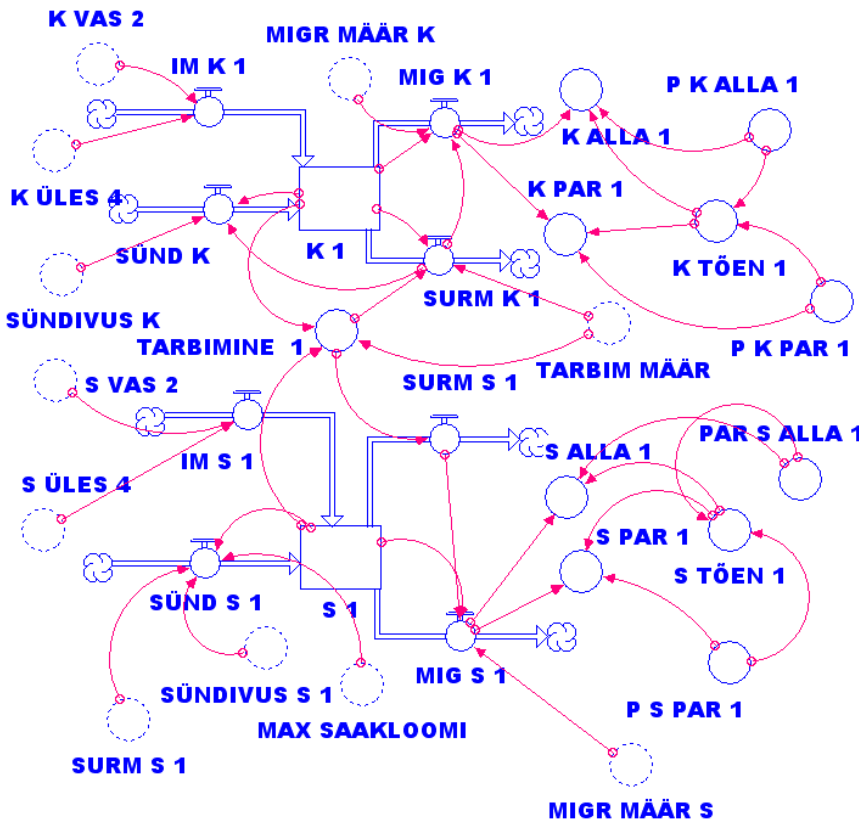 K VAS 2
MIGR MÄÄR K
IM K 1
MIG K 1
P K ALLA 1
K ALLA 1
K ÜLES 4
K PAR 1
SÜND K
K 1
K TÕEN 1
SURM K 1
SÜNDIVUS K
TARBIMINE 1
P K PAR 1
TARBIM MÄÄR
S VAS 2
SURM S 1
PAR S ALLA 1
S ALLA 1
IM S 1
S ÜLES 4
S PAR 1
S TÕEN 1
SÜND S 1
S 1
MIG S 1
SÜNDIVUS S 1
P S PAR 1
MAX SAAKLOOMI
SURM S 1
MIGR MÄÄR S